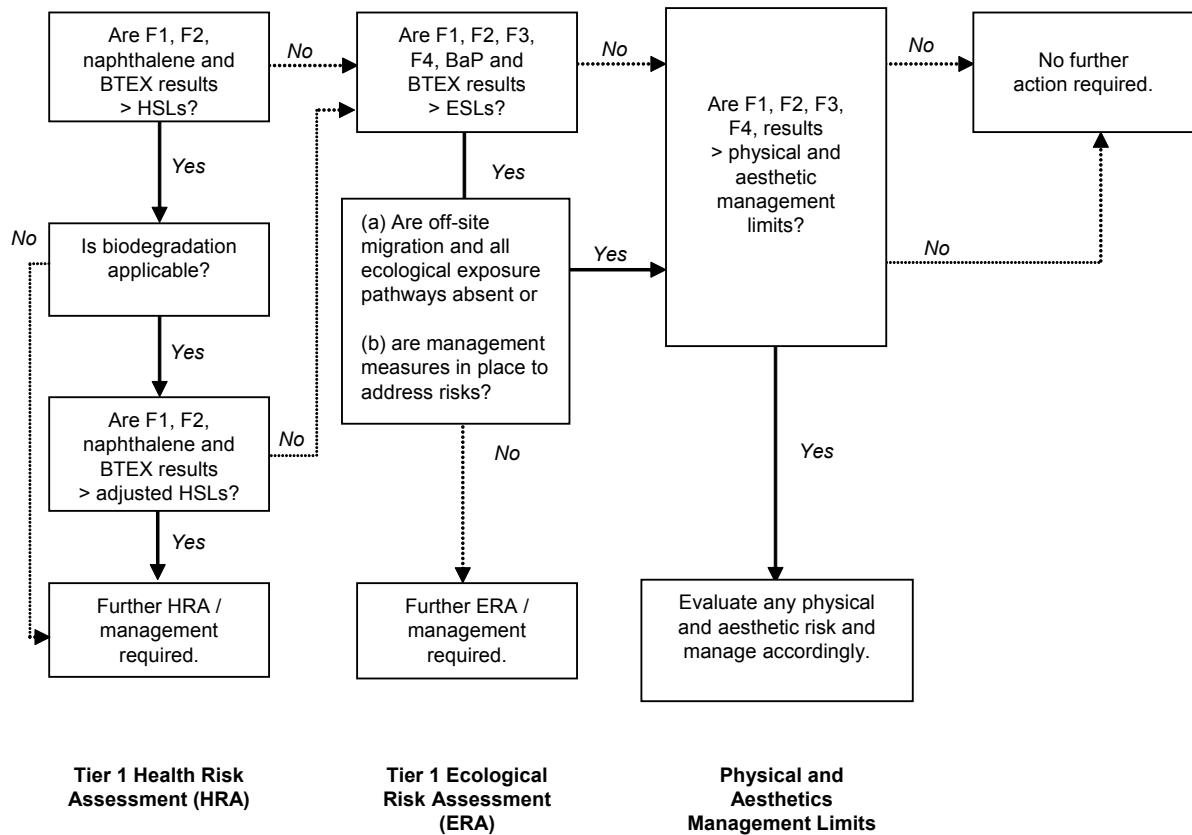 Are F1, F2,
naphthalene and
BTEX results
> HSLs?
No
Yes
Is biodegradation
applicable?
No
Yes
Are F1, F2,
naphthalene and
BTEX results
> adjusted HSLs?
No
Yes
Further HRA /
management
required.
Are F1, F2, F3,
F4, BaP and
BTEX results
> ESLs?
No
Yes
(a) Are off-site
migration and all
ecological exposure
pathways absent or
(b) are management
measures in place to
address risks?
Yes
No
Further ERA /
management
required.
Are F1, F2, F3,
F4, results
> physical and
aesthetic
management
limits?
No
No
Yes
No further
action required.
Evaluate any physical
and aesthetic risk and
manage accordingly.
Tier 1 Health Risk
Assessment (HRA)
Tier 1 Ecological
Risk Assessment
(ERA)
Physical and
Aesthetics
Management Limits